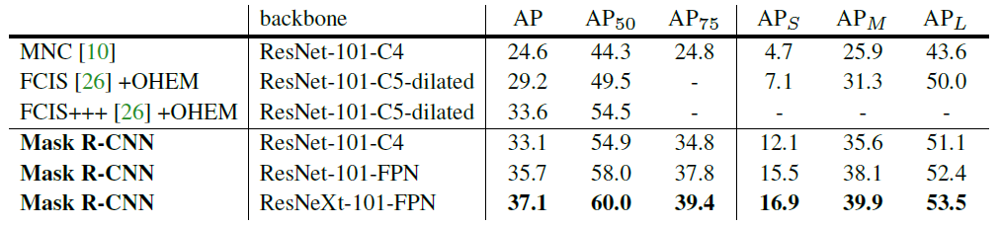 backbone AP AP50 AP75 APS APM APL
MNC [10] ResNet-101-C4 24.6 44.3 24.8 4.7 25.9 43.6
FCIS [26] +OHEM ResNet-101-C5-dilated 29.2 49.5 - 7.1 31.3 50.0
FCIS+++ [26] +OHEM ResNet-101-C5-dilated 33.6 54.5 - - - -
Mask R-CNN ResNet-101-C4 33.1 54.9 34.8 12.1 35.6 51.1
Mask R-CNN ResNet-101-FPN 35.7 58.0 37.8 15.5 38.1 52.4
Mask R-CNN ResNeXt-101-FPN 37.1 60.0 39.4 16.9 39.9 53.5